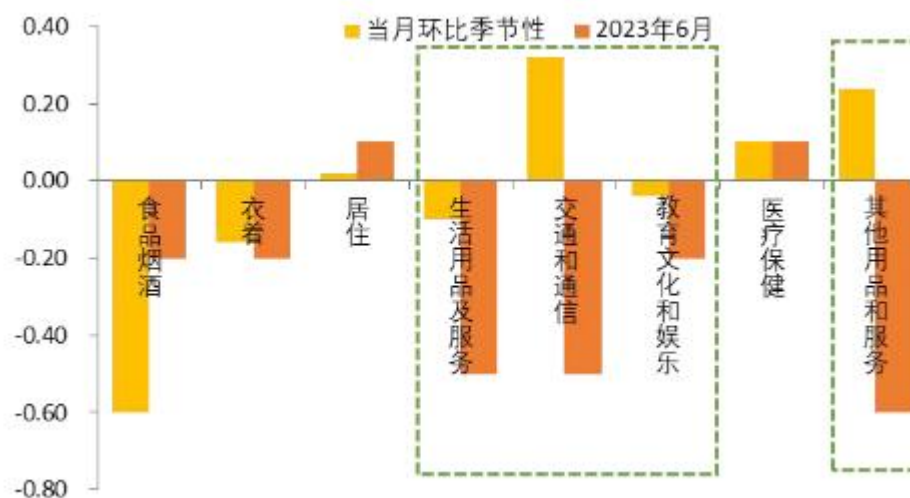 0.40
当月环比季节性
2023年6月
0.20
0.00
-0.20
-0.40
-0.60
-0.80
食品烟酒
衣着
居住
生活用品及服务
交通和通信
教育文化和娱乐
医疗保健
其他用品和服务